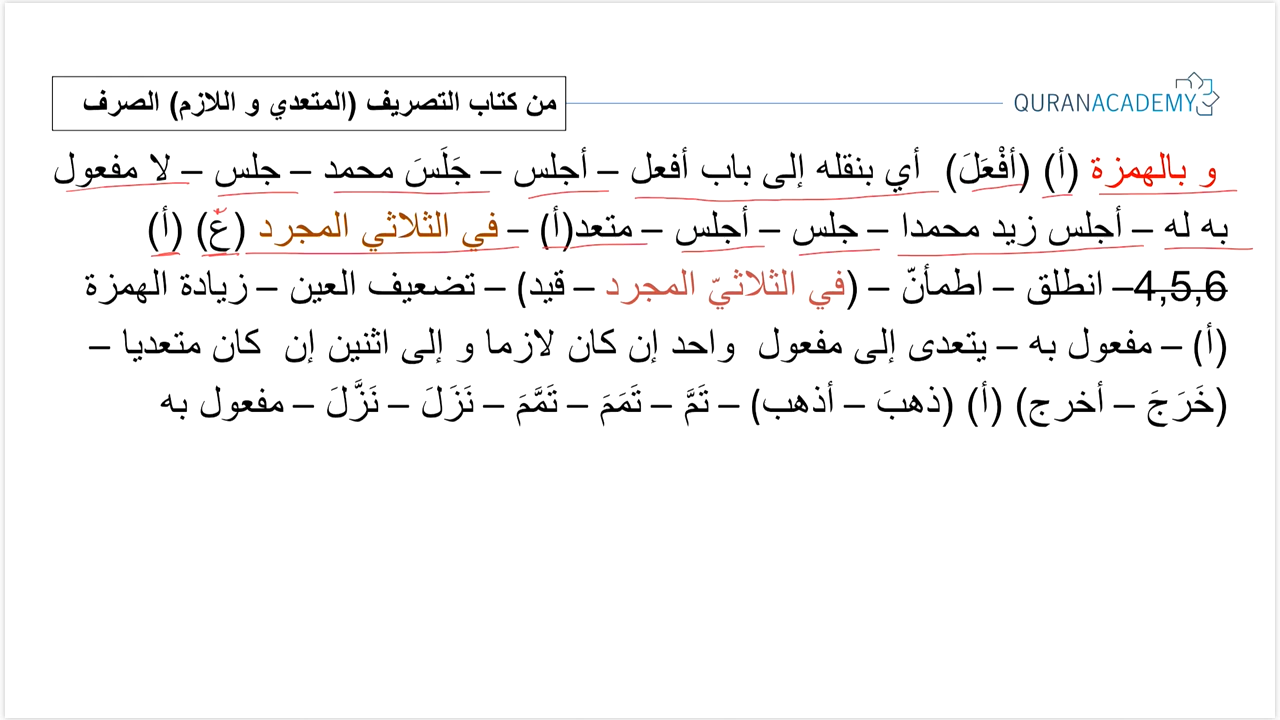 من كتاب التصريف (المتعدي و اللازم) الصرف
QURANACADEMY
و بالهمزة (أ) (أفْعَلَ) أي بنقله إلى باب أفعل – أجلس – جَلَسَ محمد – جلس – لا مفعول
به له – أجلس زيد محمدا – جلس – أجلس – متعد(أ) – في الثلاثي المجرد (عّ) (أ)
4,5,6– انطلق – اطمأنّ – (في الثلاثيّ المجرد – قيد) – تضعيف العين – زيادة الهمزة
(أ) – مفعول به – يتعدى إلى مفعول واحد إن كان لازما و إلى اثنين إن كان متعديا –
(خَرَجَ – أخرج) (أ) (ذهبَ – أذهب) – تَمَّ – تَمَمَ – تَمَّمَ – نَزَلَ – نَزَّلَ – مفعول به